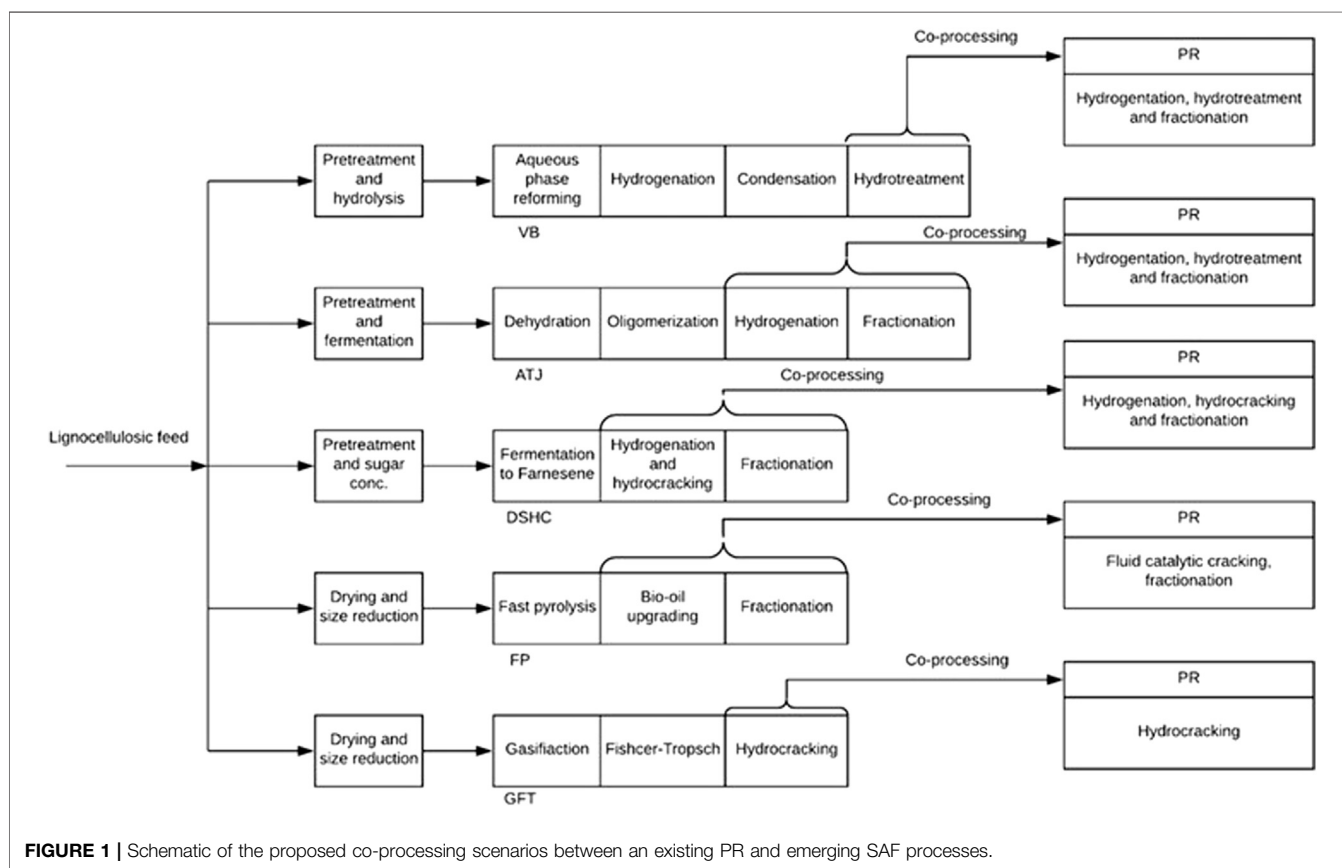 Co-processing
PR
Hydrogentation, hydrotreatment
and fractionation
Pretreatment
and
hydrolysis
Aqueous
phase
reforming
Hydrogenation
Condensation
Hydrotreatment
VB
Co-processing
PR
Hydrogentation, hydrotreatment
and fractionation
Pretreatment
and
fermentation
Dehydration
Oligomerization
Hydrogenation
Fractionation
ATJ
Co-processing
PR
Hydrogenation, hydrocracking
and fractionation
Lignocellulosic feed
Pretreatment
and sugar
conc.
Fermentation
to Farnesene
Hydrogenation
and
hydrocracking
Fractionation
DSHC
Co-processing
PR
Fluid catalytic cracking,
fractionation
Drying and
size reduction
Fast pyrolysis
Bio-oil
upgrading
Fractionation
FP
Co-processing
PR
Hydrocracking
Drying and
size reduction
Gasifiaction
Fishcer-Tropsch
Hydrocracking
GFT
FIGURE 1 | Schematic of the proposed co-processing scenarios between an existing PR and emerging SAF processes.